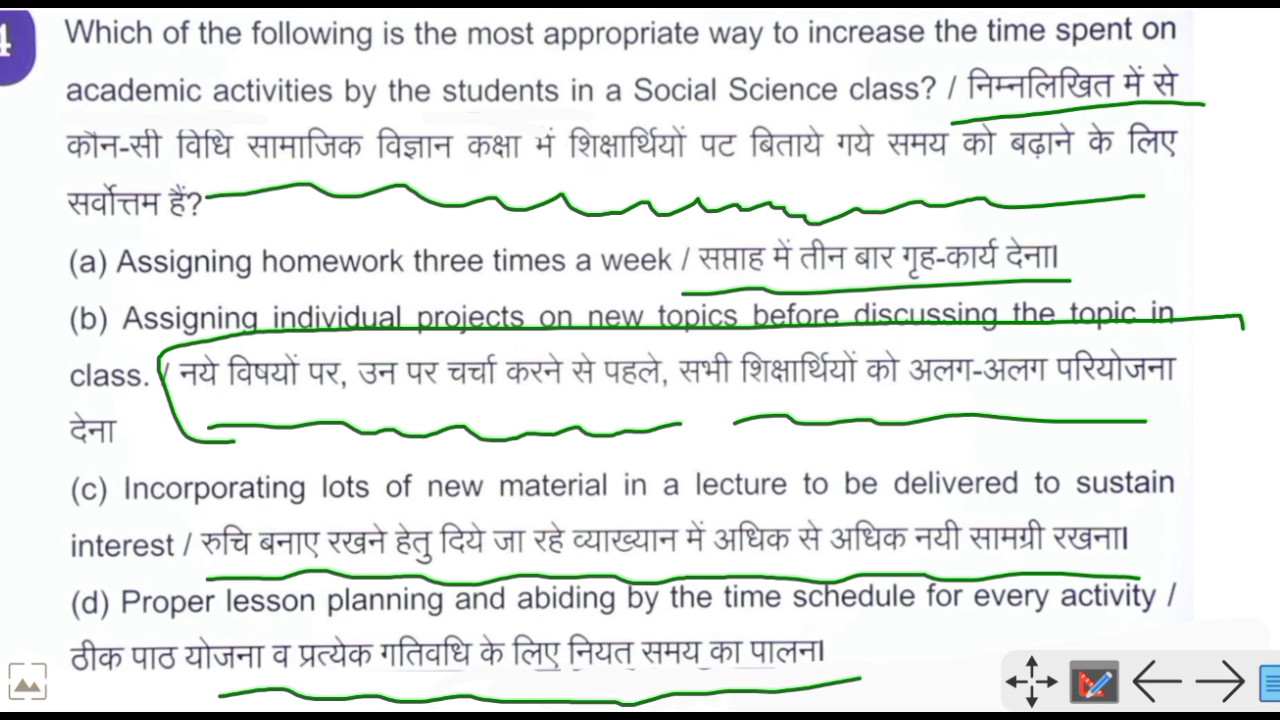 4
Which of the following is the most appropriate way to increase the time spent on
academic activities by the students in a Social Science class? / निम्नलिखित में से
कौन-सी विधि सामाजिक विज्ञान कक्षा में शिक्षार्थियों पट बिताये गये समय को बढ़ाने के लिए
सर्वोत्तम हैं?
(a) Assigning homework three times a week / सप्ताह में तीन बार गृह-कार्य देना।
(b) Assigning individual projects on new topics before discussing the topic in
class. / नये विषयों पर, उन पर चर्चा करने से पहले, सभी शिक्षार्थियों को अलग-अलग परियोजना
देना
(c) Incorporating lots of new material in a lecture to be delivered to sustain
interest / रुचि बनाए रखने हेतु दिये जा रहे व्याख्यान में अधिक से अधिक नयी सामग्री रखना।
(d) Proper lesson planning and abiding by the time schedule for every activity /
ठीक पाठ योजना व प्रत्येक गतिवधि के लिए नियत समय का पालन।